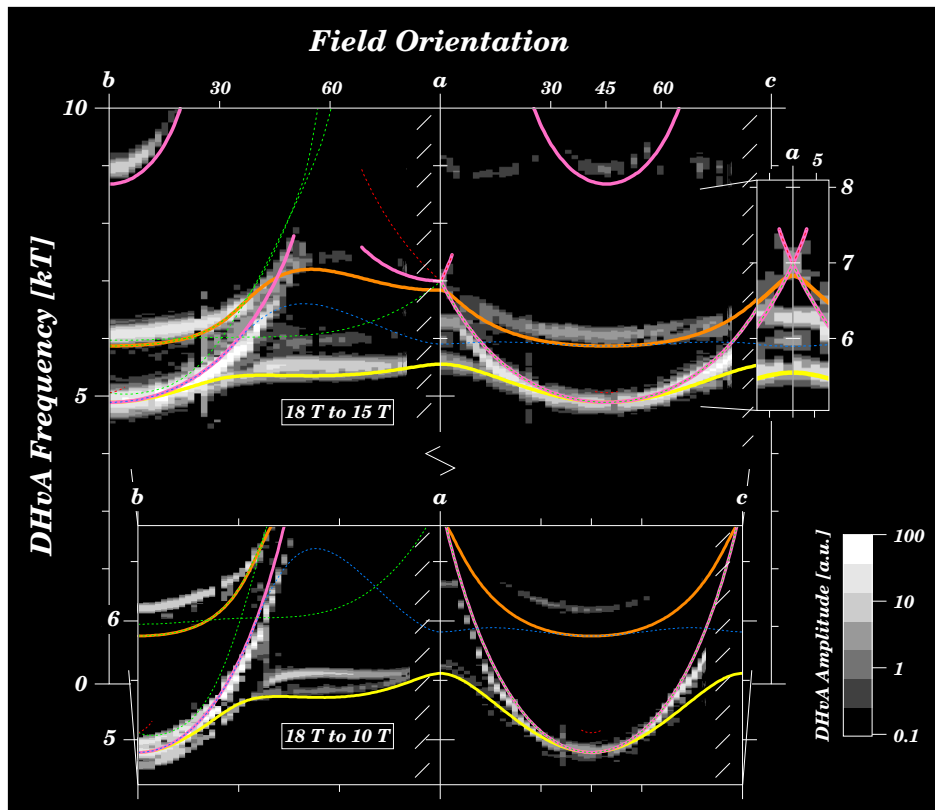 Field Orientation
b 30 60 a 30 45 60 c
10
a 5
8
7
6
5
DHvA Frequency [kT]
18 T to 15 T
b a c
6
0
5
18 T to 10 T
DHvA Amplitude [a.u.]
100
10
1
0.1